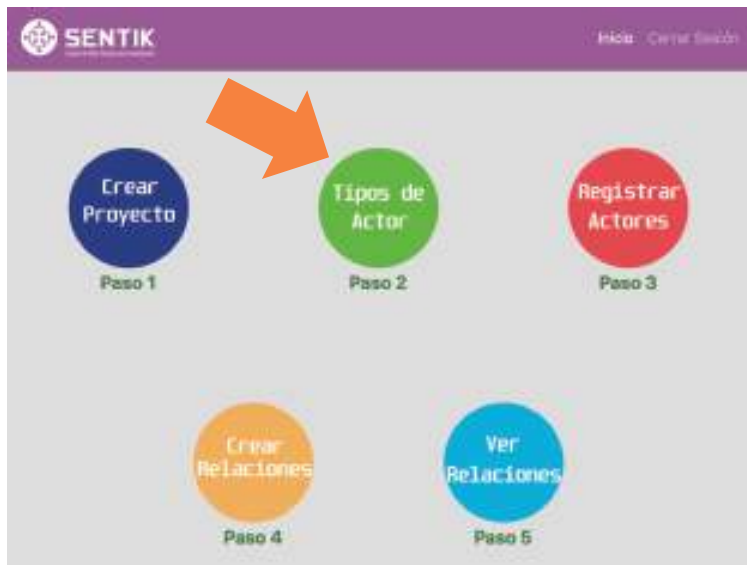 SENTIK
Inicio Cerrar Sesión
Crear
Proyecto
Paso 1
Tipos de
Actor
Paso 2
Registrar
Actores
Paso 3
Crear
Relaciones
Paso 4
Ver
Relaciones
Paso 5